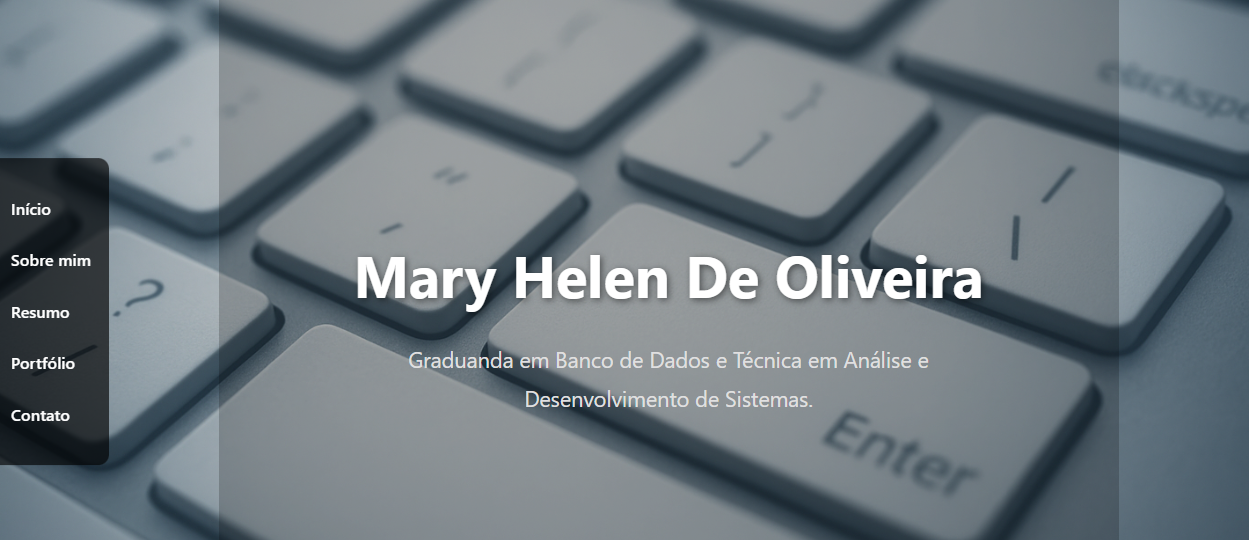 Início
Sobre mim
Resumo
Portfólio
Contato
Mary Helen De Oliveira
Graduanda em Banco de Dados e Técnica em Análise e
Desenvolvimento de Sistemas.
Enter